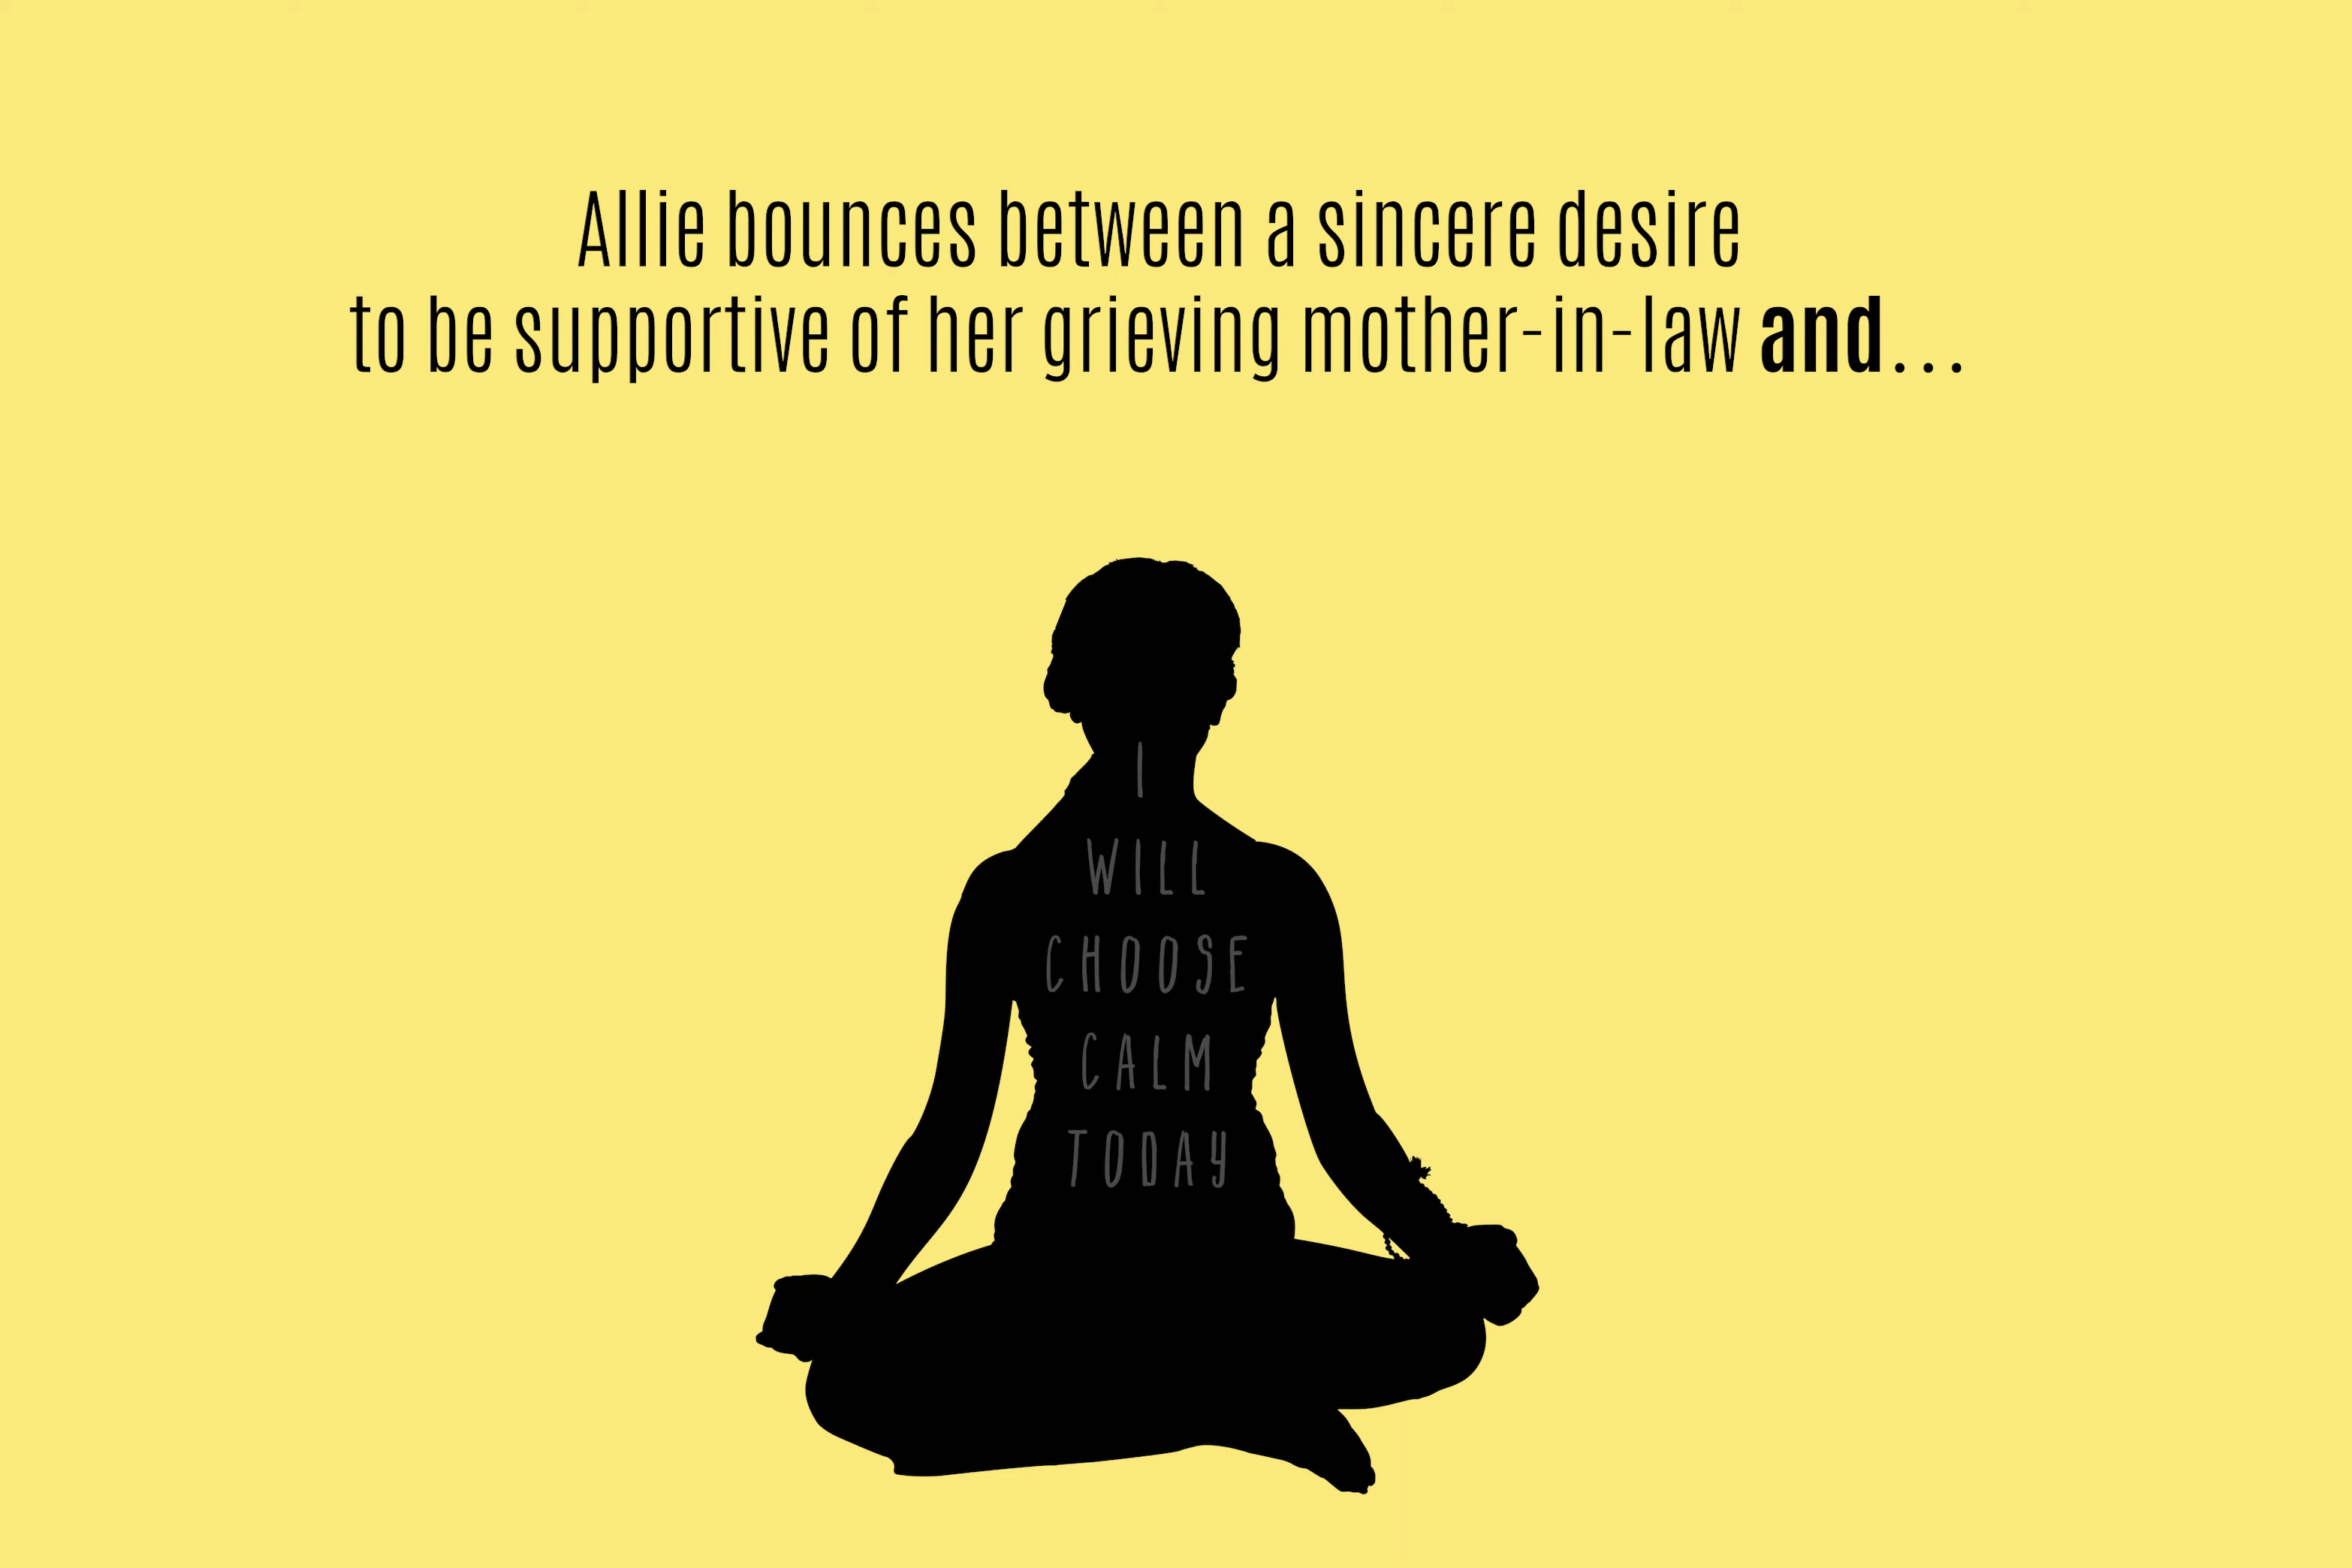 Allie bounces between a sincere desire
to be supportive of her grieving mother-in-law and...
I
WILL
CHOOSE
CALM
TODAY